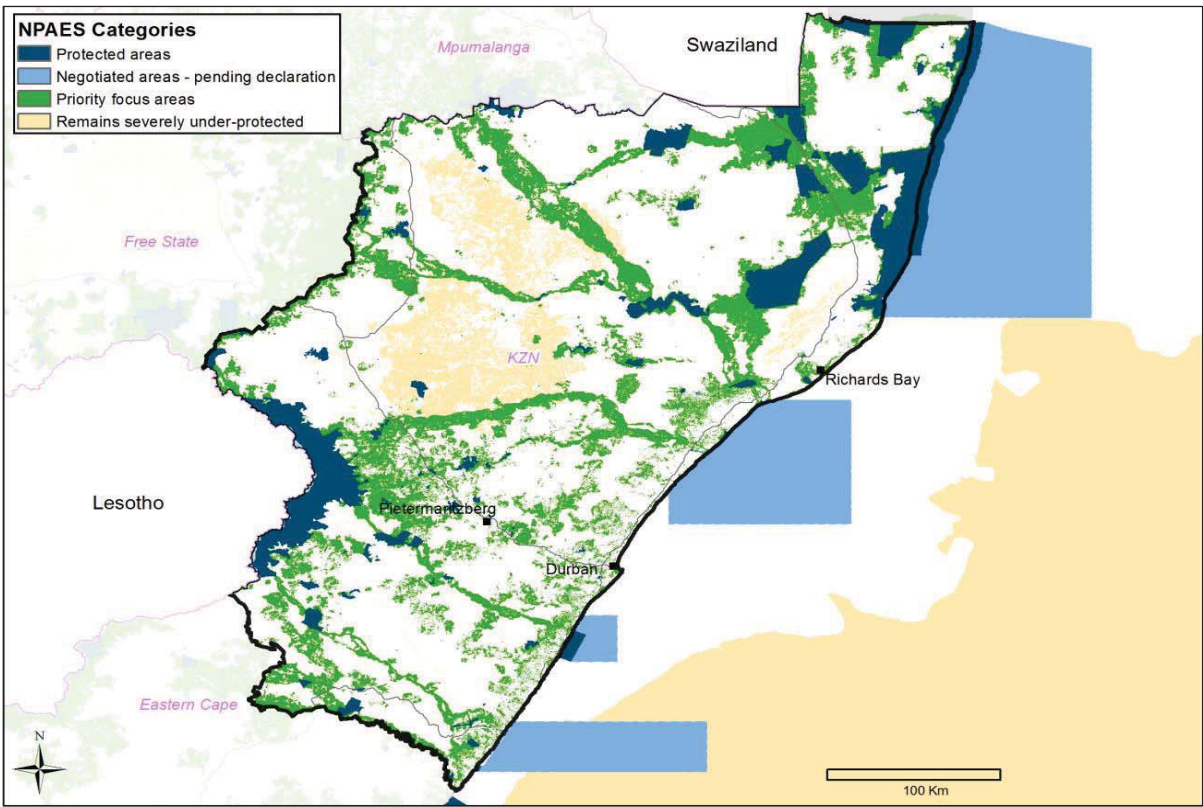 NPAES Categories
Protected areas
Negotiated areas - pending declaration
Priority focus areas
Remains severely under-protected
Mpumalanga
Swaziland
Free State
KZN
Richards Bay
Lesotho
Pietermaritzberg
Durban
Eastern Cape
N
100 Km